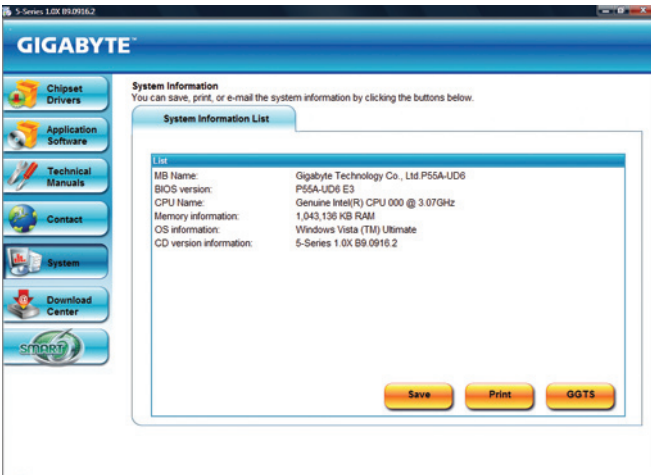 5-Series 1.0X B9.0916.2
GIGABYTE™
Chipset
Drivers
Application
Software
Technical
Manuals
Contact
System
Download
Center
SMART
System Information
You can save, print, or e-mail the system information by clicking the buttons below.
System Information List
List
MB Name: Gigabyte Technology Co., Ltd.P55A-UD6
BIOS version: P55A-UD6 E3
CPU Name: Genuine Intel(R) CPU 000 @ 3.07GHz
Memory information: 1,043,136 KB RAM
OS information: Windows Vista (TM) Ultimate
CD version information: 5-Series 1.0X B9.0916.2
Save Print GGTS